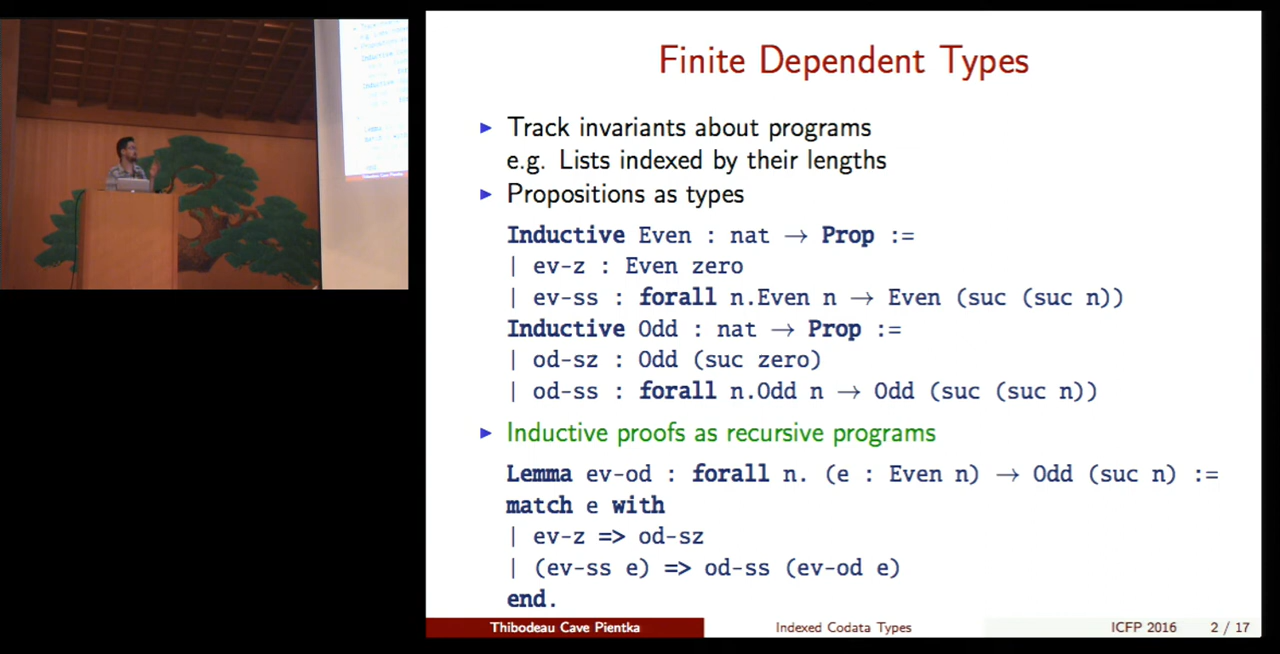 Finite Dependent Types
▶ Track invariants about programs
e.g. Lists indexed by their lengths
▶ Propositions as types
Inductive Even : nat → Prop :=
| ev-z : Even zero
| ev-ss : forall n.Even n → Even (suc (suc n))
Inductive Odd : nat → Prop :=
| od-sz : Odd (suc zero)
| od-ss : forall n.Odd n → Odd (suc (suc n))
▶ Inductive proofs as recursive programs
Lemma ev-od : forall n. (e : Even n) → Odd (suc n) :=
match e with
| ev-z => od-sz
| (ev-ss e) => od-ss (ev-od e)
end.
Thibodeau Cave Pientka Indexed Codata Types ICFP 2016 2 / 17